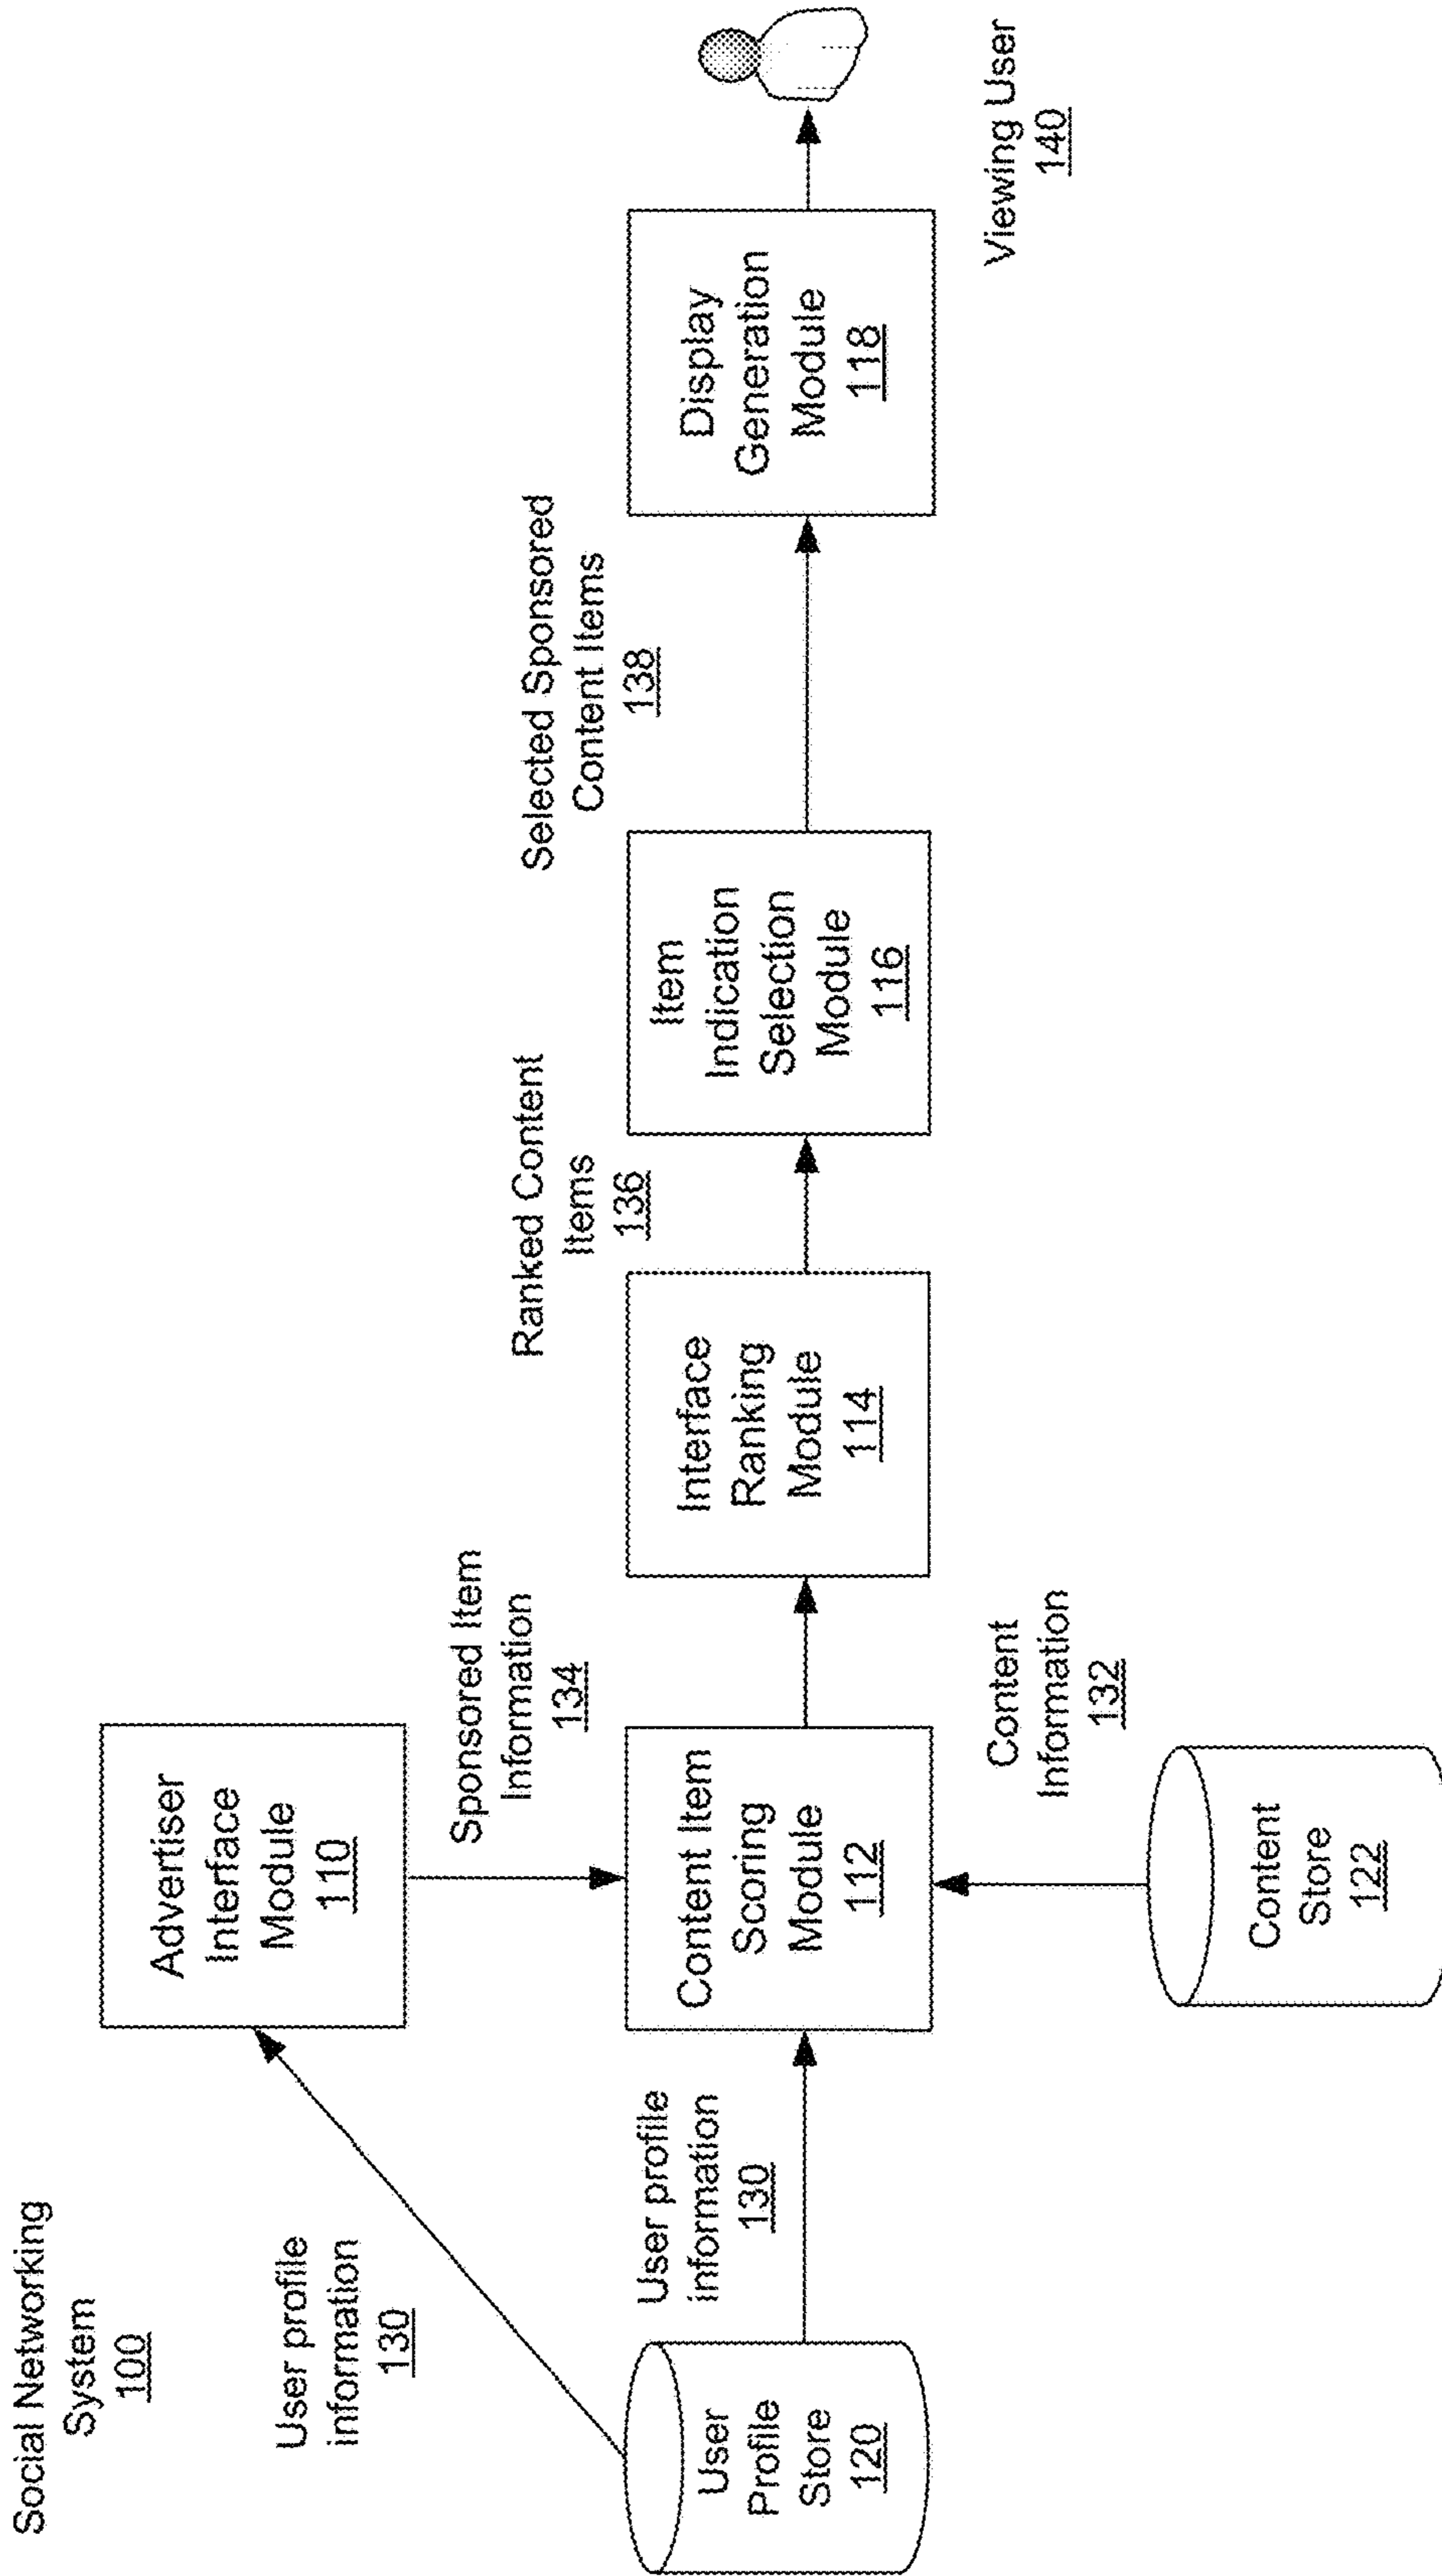 Social Networking
System
100
User profile
information
130
Advertiser
Interface
Module
110
Sponsored Item
Information
134
User
Profile
Store
120
User profile
information
130
Content Item
Scoring
Module
112
Content
Information
132
Content
Store
122
Interface
Ranking
Module
114
Ranked Content
Items
136
Item
Indication
Selection
Module
116
Selected Sponsored
Content Items
138
Display
Generation
Module
118
Viewing User
140